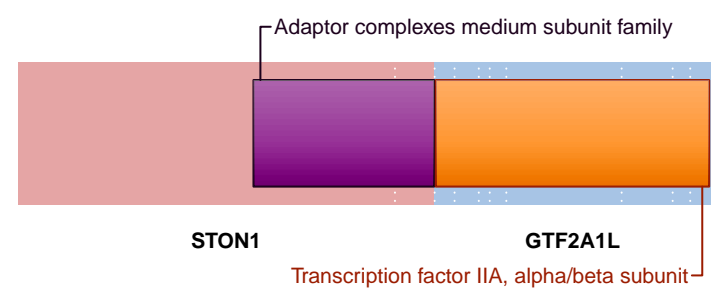 Adaptor complexes medium subunit family
STON1
GTF2A1L
Transcription factor IIA, alpha/beta subunit